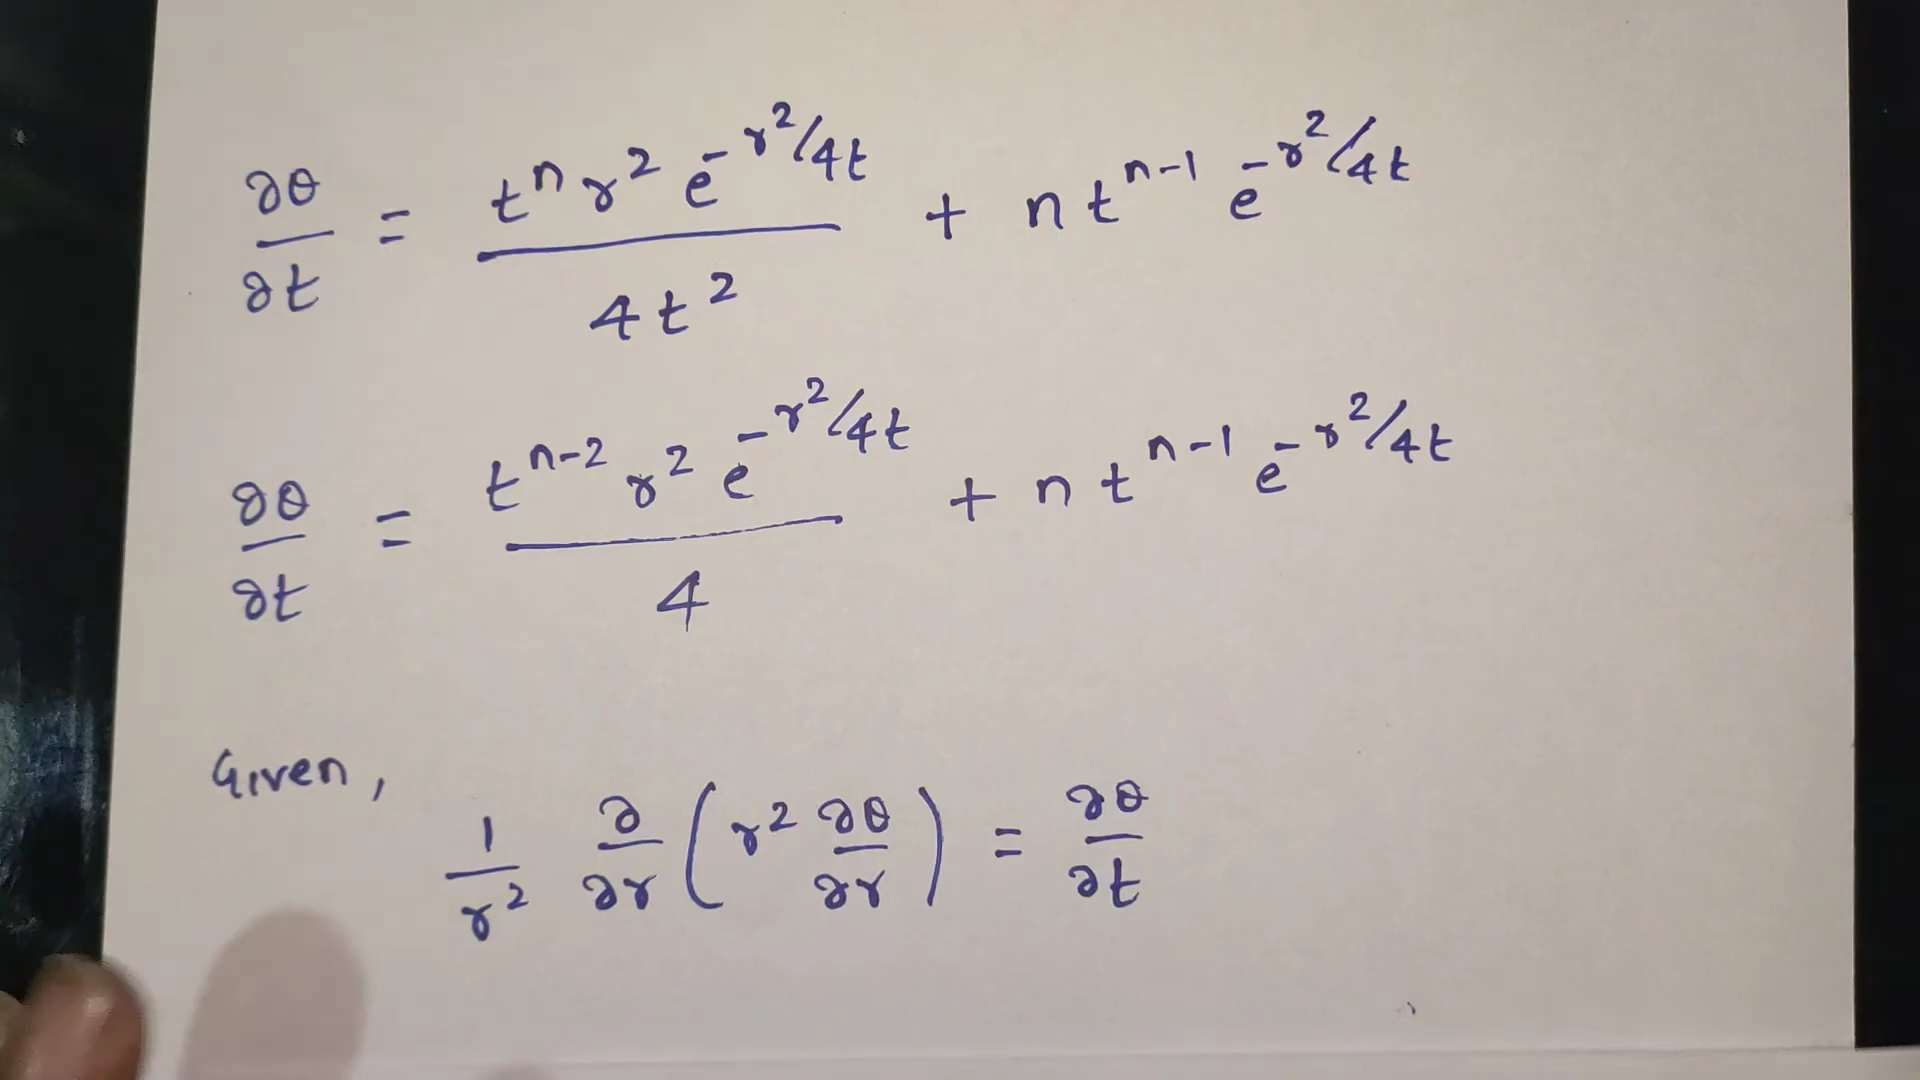 ∂θ/∂t = t^n r^2 e^{-r^2/4t} / 4t^2 + n t^{n-1} e^{-r^2/4t}
∂θ/∂t = t^{n-2} r^2 e^{-r^2/4t} / 4 + n t^{n-1} e^{-r^2/4t}
Given,
1/r^2 ∂/∂r (r^2 ∂θ/∂r) = ∂θ/∂t